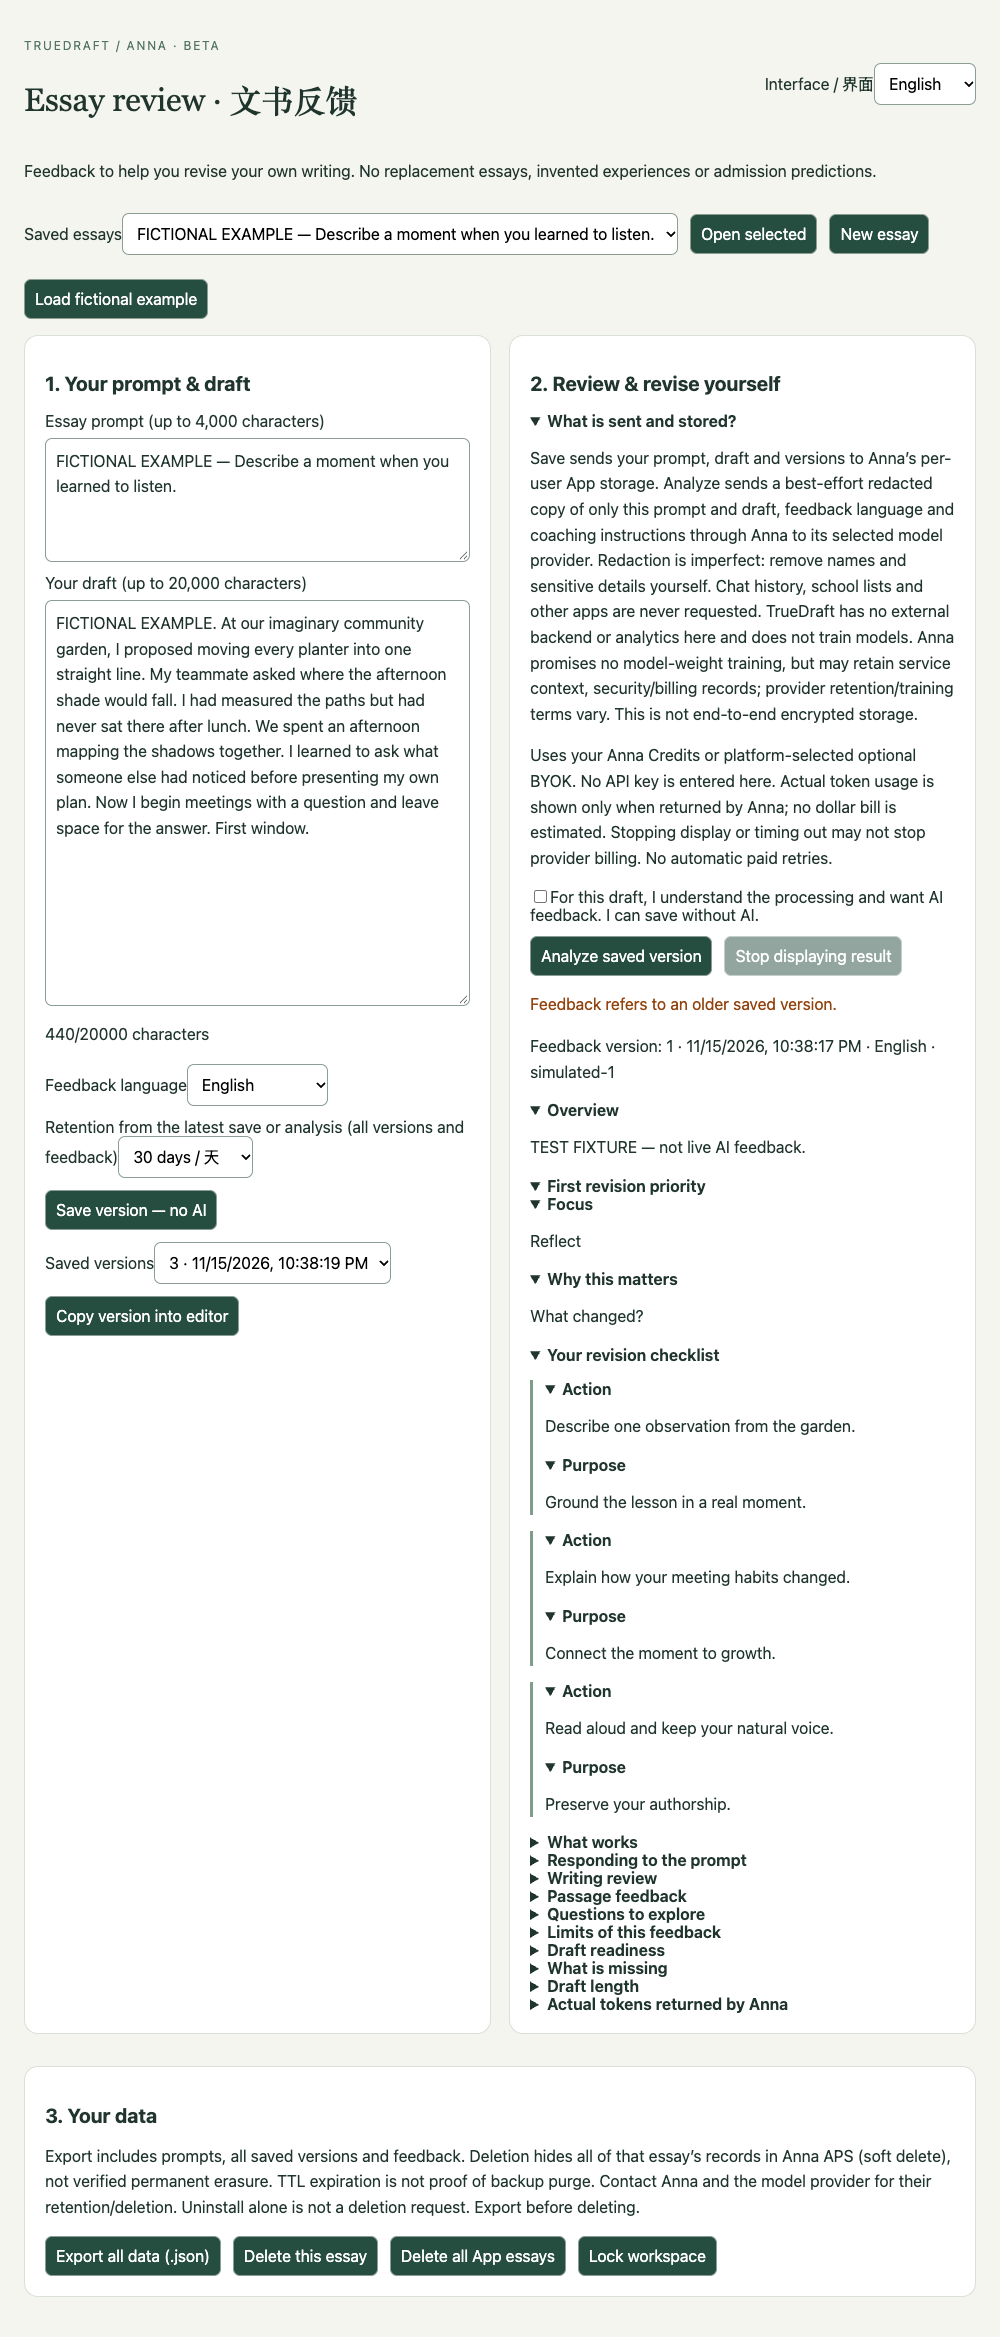 TRUEDRAFT / ANNA · BETA
Essay review · 文书反馈
Interface / 界面 English
Feedback to help you revise your own writing. No replacement essays, invented experiences or admission predictions.
Saved essays FICTIONAL EXAMPLE — Describe a moment when you learned to listen. Open selected New essay
Load fictional example
1. Your prompt & draft
Essay prompt (up to 4,000 characters)
FICTIONAL EXAMPLE — Describe a moment when you
learned to listen.
Your draft (up to 20,000 characters)
FICTIONAL EXAMPLE. At our imaginary community
garden, I proposed moving every planter into one
straight line. My teammate asked where the afternoon
shade would fall. I had measured the paths but had
never sat there after lunch. We spent an afternoon
mapping the shadows together. I learned to ask what
someone else had noticed before presenting my own
plan. Now I begin meetings with a question and leave
space for the answer. First window.
440/20000 characters
Feedback language English
Retention from the latest save or analysis (all versions and
feedback) 30 days / 天
Save version — no AI
Saved versions 3 · 11/15/2026, 10:38:19 PM
Copy version into editor
2. Review & revise yourself
▼ What is sent and stored?
Save sends your prompt, draft and versions to Anna’s per-
user App storage. Analyze sends a best-effort redacted
copy of only this prompt and draft, feedback language and
coaching instructions through Anna to its selected model
provider. Redaction is imperfect: remove names and
sensitive details yourself. Chat history, school lists and
other apps are never requested. TrueDraft has no external
backend or analytics here and does not train models. Anna
promises no model-weight training, but may retain service
context, security/billing records; provider retention/training
terms vary. This is not end-to-end encrypted storage.
Uses your Anna Credits or platform-selected optional
BYOK. No API key is entered here. Actual token usage is
shown only when returned by Anna; no dollar bill is
estimated. Stopping display or timing out may not stop
provider billing. No automatic paid retries.
For this draft, I understand the processing and want AI
feedback. I can save without AI.
Analyze saved version Stop displaying result
Feedback refers to an older saved version.
Feedback version: 1 · 11/15/2026, 10:38:17 PM · English ·
simulated-1
▼ Overview
TEST FIXTURE — not live AI feedback.
▼ First revision priority
▼ Focus
Reflect
▼ Why this matters
What changed?
▼ Your revision checklist
▼ Action
Describe one observation from the garden.
▼ Purpose
Ground the lesson in a real moment.
▼ Action
Explain how your meeting habits changed.
▼ Purpose
Connect the moment to growth.
▼ Action
Read aloud and keep your natural voice.
▼ Purpose
Preserve your authorship.
▶ What works
▶ Responding to the prompt
▶ Writing review
▶ Passage feedback
▶ Questions to explore
▶ Limits of this feedback
▶ Draft readiness
▶ What is missing
▶ Draft length
▶ Actual tokens returned by Anna
3. Your data
Export includes prompts, all saved versions and feedback. Deletion hides all of that essay’s records in Anna APS (soft delete),
not verified permanent erasure. TTL expiration is not proof of backup purge. Contact Anna and the model provider for their
retention/deletion. Uninstall alone is not a deletion request. Export before deleting.
Export all data (.json) Delete this essay Delete all App essays Lock workspace